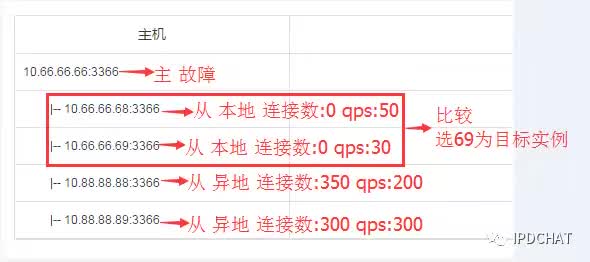 主机
10.66.66.66:3366 主 故障
|-- 10.66.66.68:3366 从 本地 连接数:0 qps:50
比较
|-- 10.66.66.69:3366 从 本地 连接数:0 qps:30
选69为目标实例
|-- 10.88.88.88:3366 从 异地 连接数:350 qps:200
|-- 10.88.88.89:3366 从 异地 连接数:300 qps:300
IPDCHAT